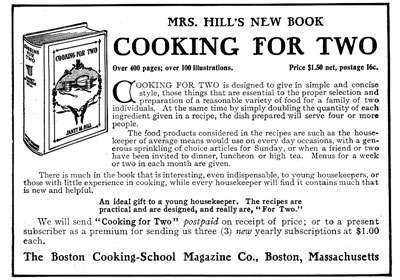 MRS. HILL'S NEW BOOK
COOKING FOR TWO
Over 400 pages; over 100 illustrations. Price $1.50 net, postage 16c.
COOKING FOR TWO
JANET M. HILL
COOKING FOR TWO is designed to give in simple and concise
style, those things that are essential to the proper selection and
preparation of a reasonable variety of food for a family of two
individuals. At the same time by simply doubling the quantity of each
ingredient given in a recipe, the dish prepared will serve four or more
people.
The food products considered in the recipes are such as the house-
keeper of average means would use on every day occasions, with a gen-
erous sprinkling of choice articles for Sunday, or when a friend or two
have been invited to dinner, luncheon or high tea. Menus for a week
or two in each month are given.
There is much in the book that is interesting, even indispensable, to young housekeepers, or
those with little experience in cooking, while every housekeeper will find it contains much that
is new and helpful.
An ideal gift to a young housekeeper. The recipes are
practical and are designed, and really are, "For Two."
We will send "Cooking for Two" postpaid on receipt of price; or to a present
subscriber as a premium for sending us three (3) new yearly subscriptions at $1.00
each.
The Boston Cooking-School Magazine Co., Boston, Massachusetts